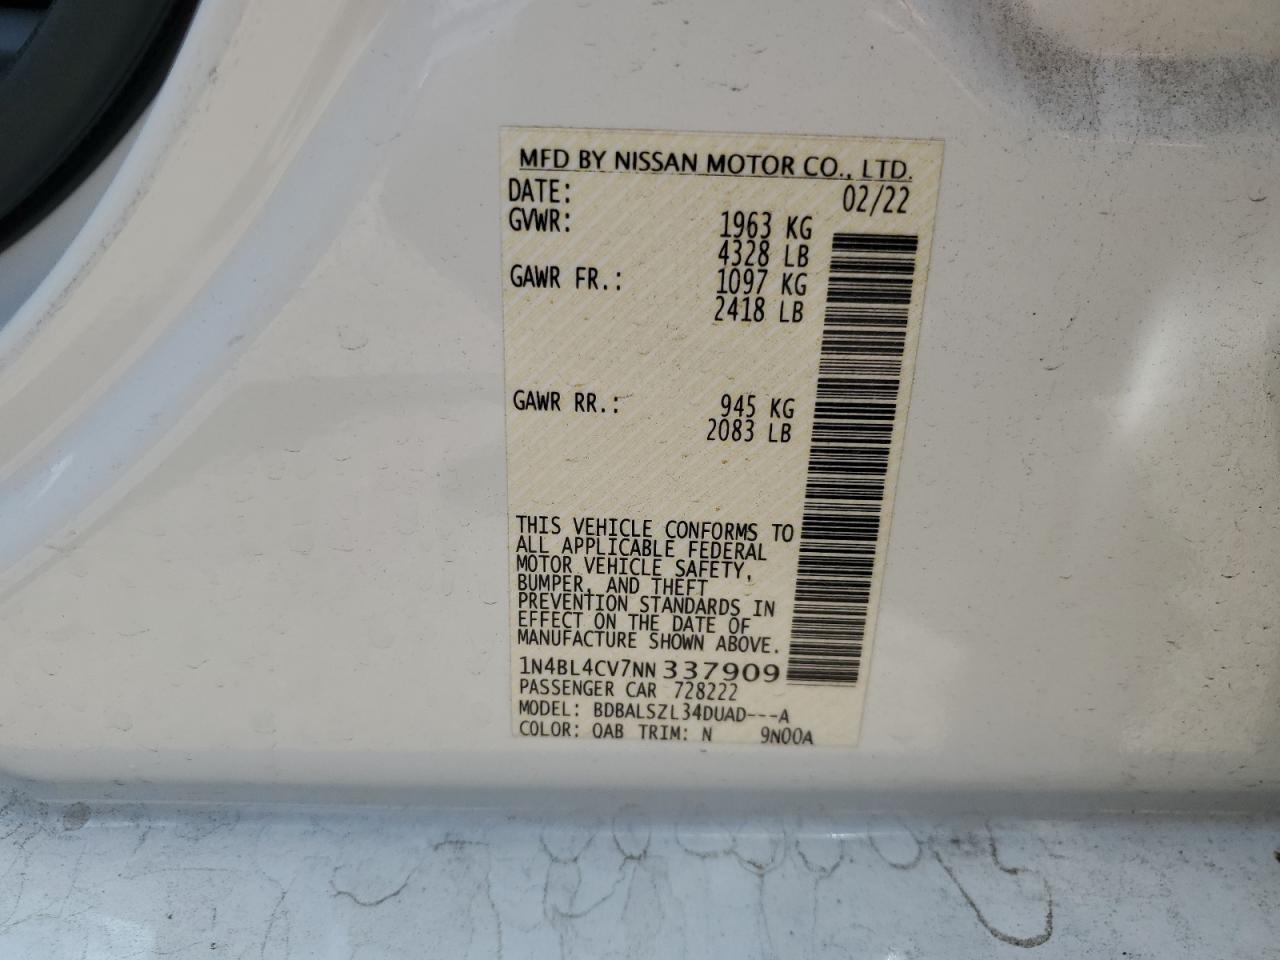 MFD BY NISSAN MOTOR CO., LTD.
DATE: 02/22
GVWR: 1963 KG
4328 LB
GAWR FR.: 1097 KG
2418 LB
GAWR RR.: 945 KG
2083 LB
THIS VEHICLE CONFORMS TO
ALL APPLICABLE FEDERAL
MOTOR VEHICLE SAFETY,
BUMPER, AND THEFT
PREVENTION STANDARDS IN
EFFECT ON THE DATE OF
MANUFACTURE SHOWN ABOVE.
1N4BL4CV7NN337909
PASSENGER CAR 728222
MODEL: BDBALSZL34DUAD---A
COLOR: QAB TRIM: N 9N00A